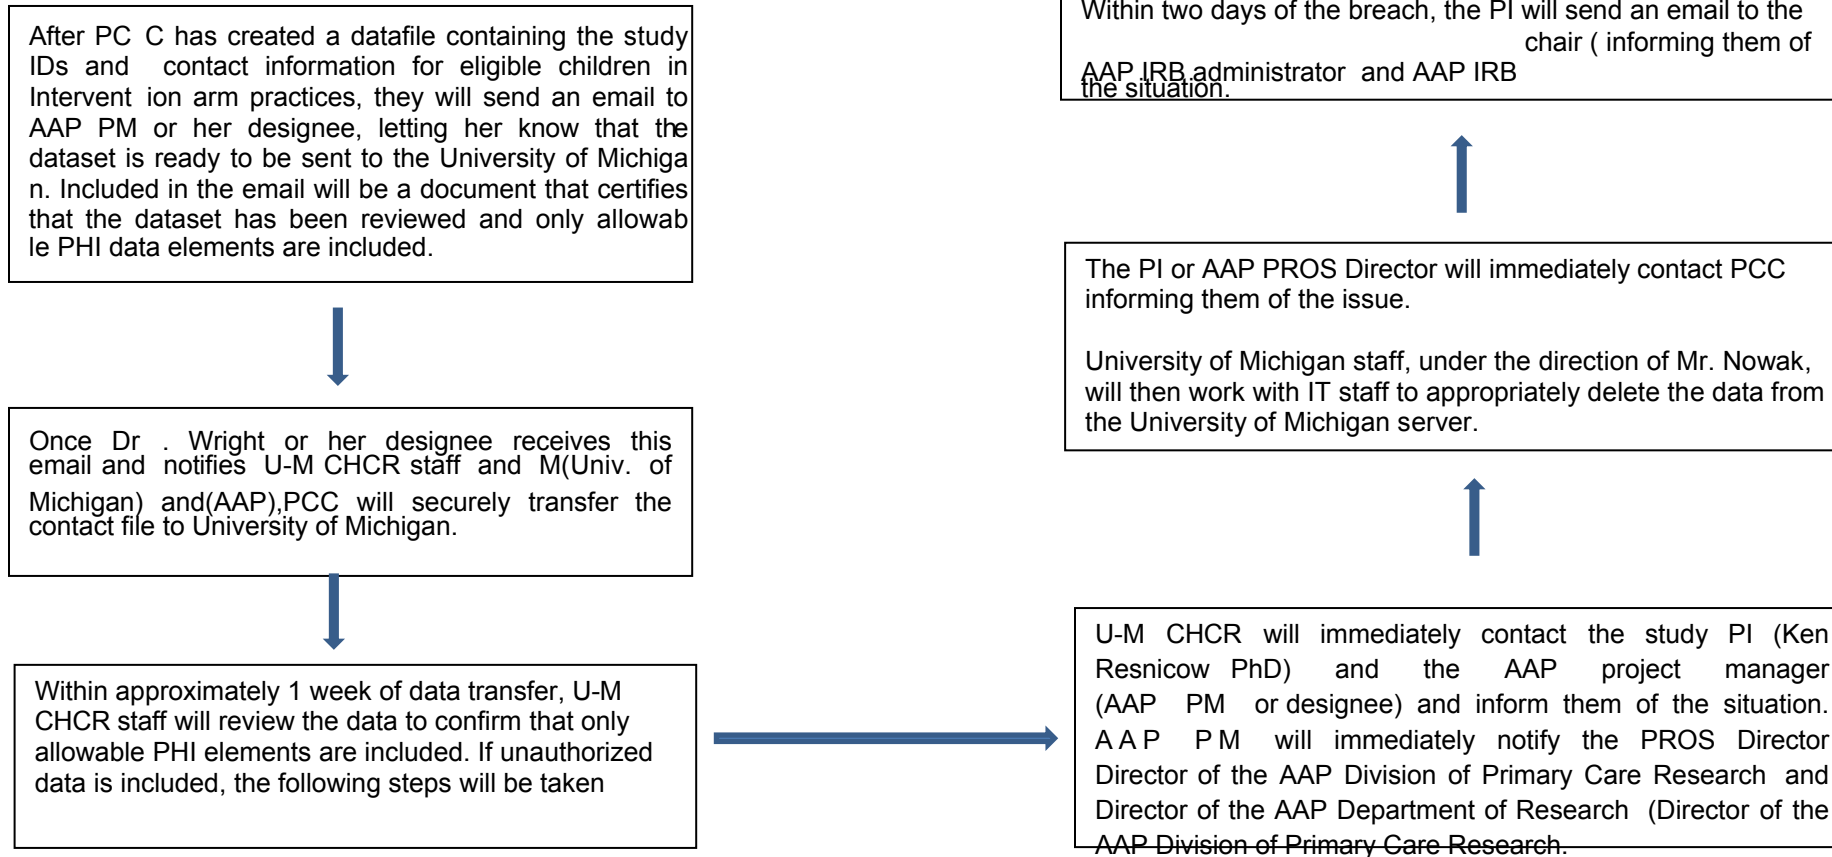 After PC C has created a datafile containing the study
IDs and contact information for eligible children in
Intervent ion arm practices, they will send an email to
AAP PM or her designee, letting her know that the
dataset is ready to be sent to the University of Michiga
n. Included in the email will be a document that certifies
that the dataset has been reviewed and only allowab
le PHI data elements are included.
Once Dr . Wright or her designee receives this
email and notifies U-M CHCR staff and M(Univ. of
Michigan) and(AAP),PCC will securely transfer the
contact file to University of Michigan.
Within approximately 1 week of data transfer, U-M
CHCR staff will review the data to confirm that only
allowable PHI elements are included. If unauthorized
data is included, the following steps will be taken
U-M CHCR will immediately contact the study PI (Ken
Resnicow PhD) and the AAP project manager
(AAP PM or designee) and inform them of the situation.
A A P P M will immediately notify the PROS Director
Director of the AAP Division of Primary Care Research and
Director of the AAP Department of Research (Director of the
AAP Division of Primary Care Research.
The PI or AAP PROS Director will immediately contact PCC
informing them of the issue.
University of Michigan staff, under the direction of Mr. Nowak,
will then work with IT staff to appropriately delete the data from
the University of Michigan server.
Within two days of the breach, the PI will send an email to the
chair ( informing them of
AAP IRB administrator and AAP IRB
the situation.